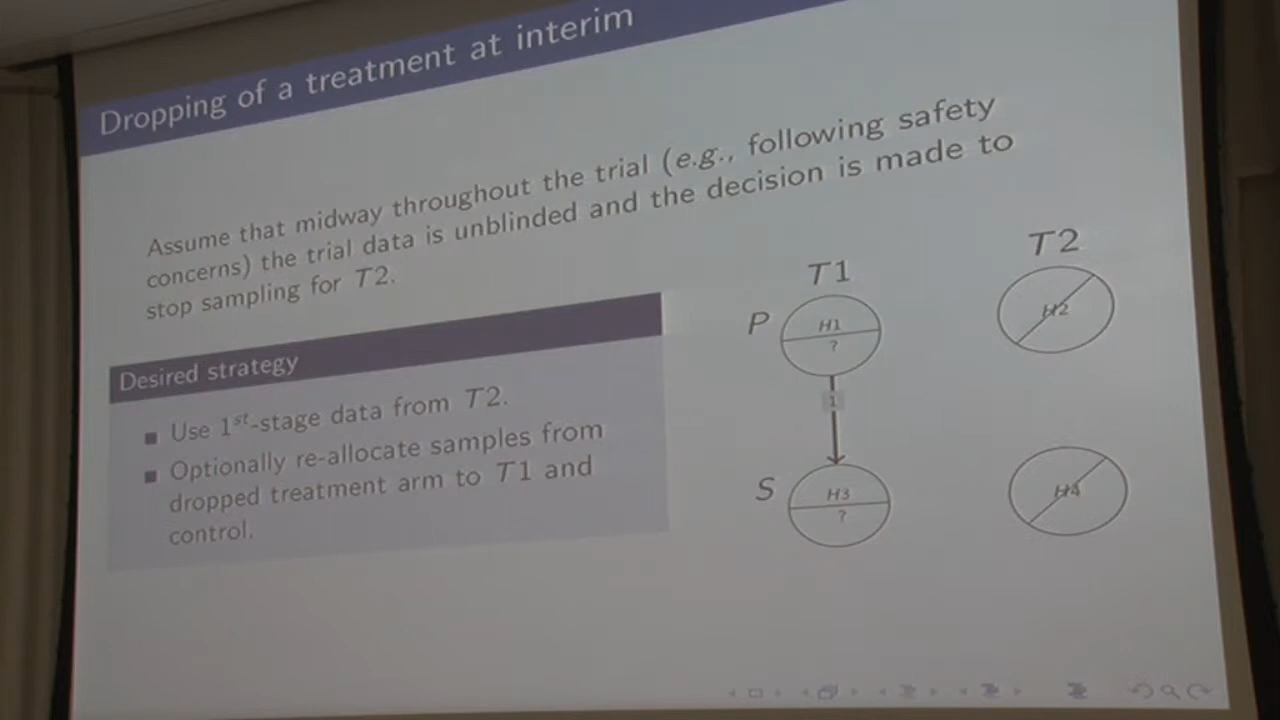 Dropping of a treatment at interim
Assume that midway throughout the trial (e.g., following safety
concerns) the trial data is unblinded and the decision is made to
stop sampling for T2.
Desired strategy
Use 1st-stage data from T2.
Optionally re-allocate samples from
dropped treatment arm to T1 and
control.
T1
T2
P
H1
?
H2
1
S
H3
?
H4